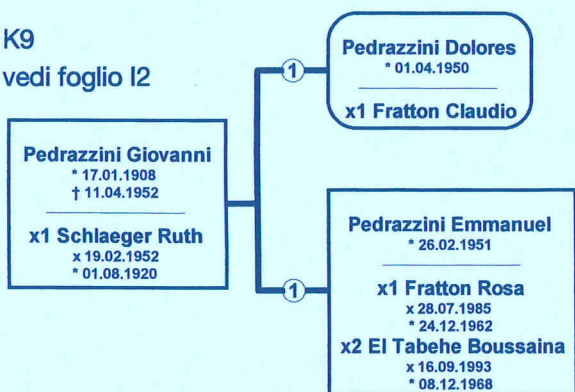 K9
vedi foglio I2
Pedrazzini Giovanni
* 17.01.1908
† 11.04.1952
x1 Schlaeger Ruth
x 19.02.1952
* 01.08.1920
1
Pedrazzini Dolores
* 01.04.1950
x1 Fratton Claudio
1
Pedrazzini Emmanuel
* 26.02.1951
x1 Fratton Rosa
x 28.07.1985
* 24.12.1962
x2 El Tabehe Boussaina
x 16.09.1993
* 08.12.1968